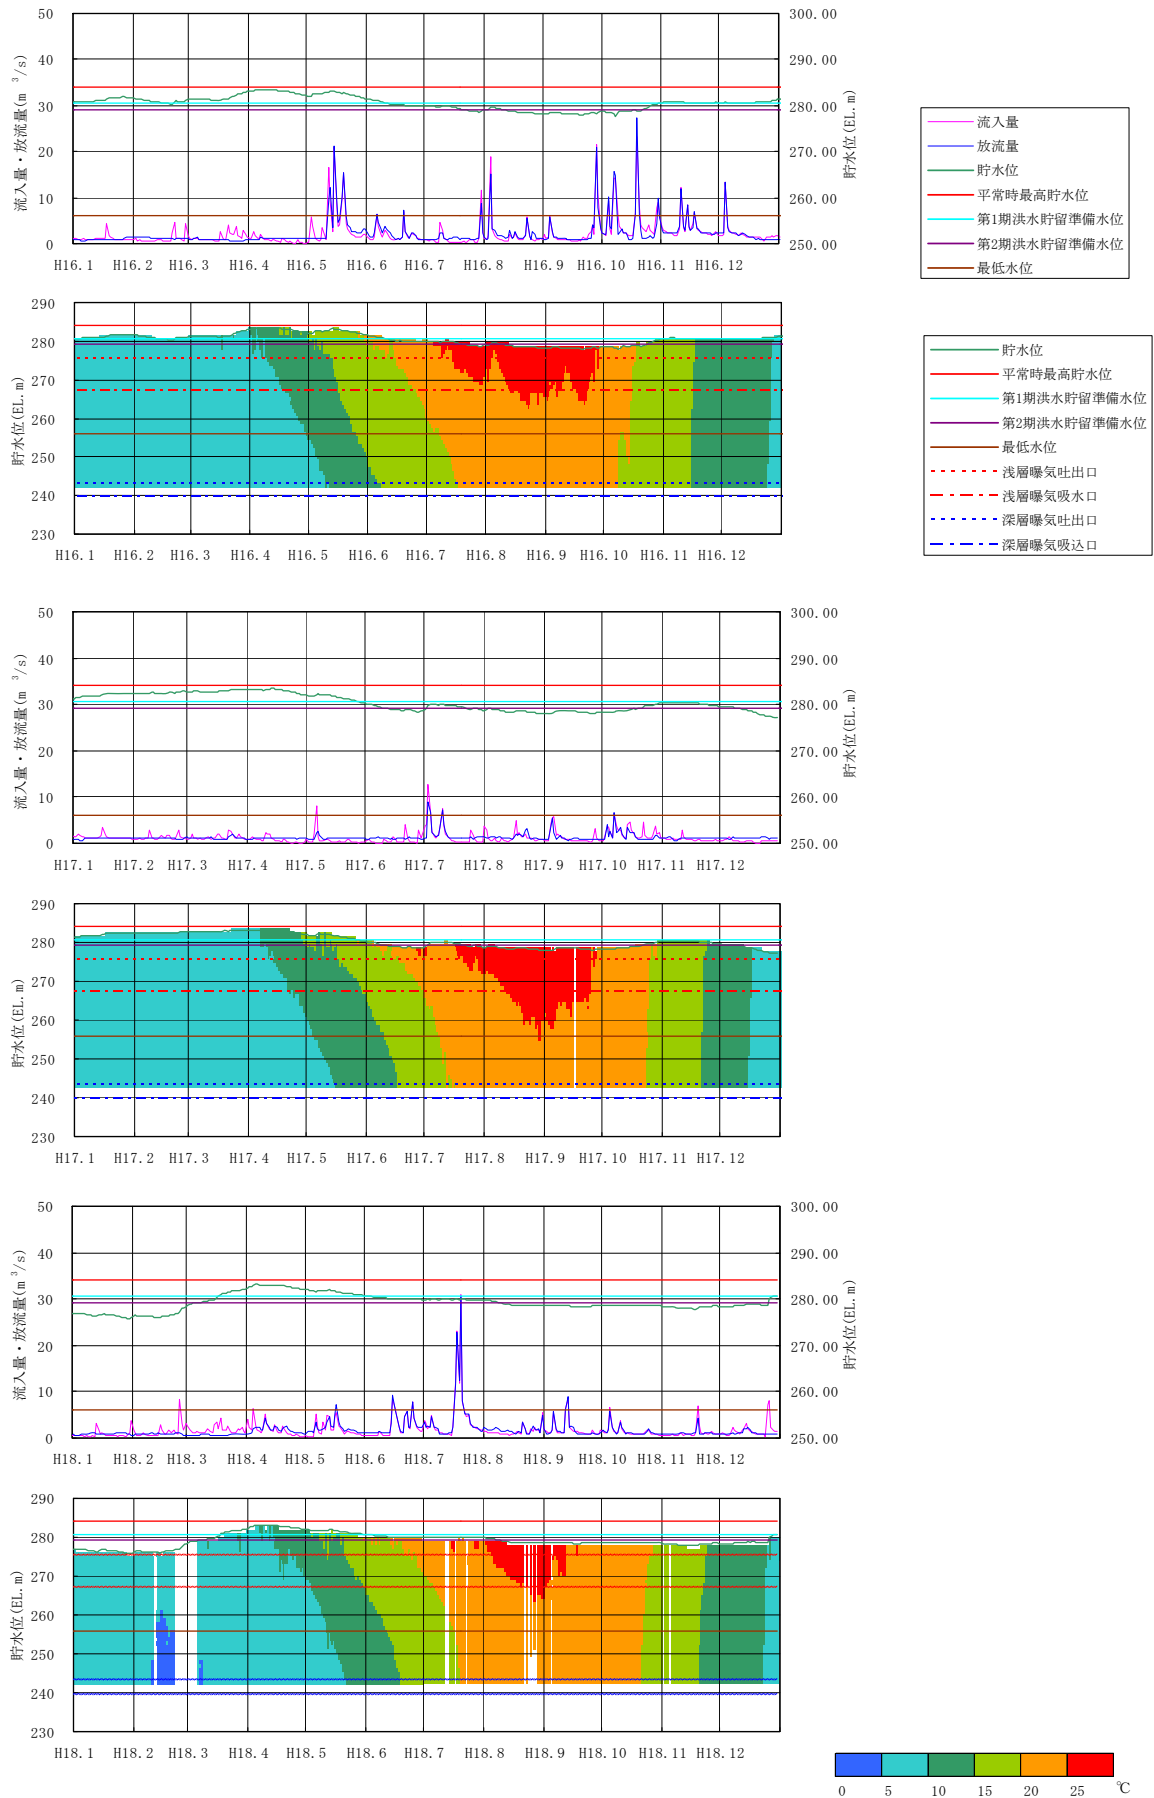 50
40
30
20
10
0
流入量・放流量(m³/s)
300.00
290.00
280.00
270.00
260.00
250.00
貯水位(EL.m)
H16.1 H16.2 H16.3 H16.4 H16.5 H16.6 H16.7 H16.8 H16.9 H16.10 H16.11 H16.12
流入量
放流量
貯水位
平常時最高貯水位
第1期洪水貯留準備水位
第2期洪水貯留準備水位
最低水位
290
280
270
260
250
240
230
貯水位(EL.m)
H16.1 H16.2 H16.3 H16.4 H16.5 H16.6 H16.7 H16.8 H16.9 H16.10 H16.11 H16.12
貯水位
平常時最高貯水位
第1期洪水貯留準備水位
第2期洪水貯留準備水位
最低水位
浅層曝気吐出口
浅層曝気吸水口
深層曝気吐出口
深層曝気吸込口
50
40
30
20
10
0
流入量・放流量(m³/s)
300.00
290.00
280.00
270.00
260.00
250.00
貯水位(EL.m)
H17.1 H17.2 H17.3 H17.4 H17.5 H17.6 H17.7 H17.8 H17.9 H17.10 H17.11 H17.12
290
280
270
260
250
240
230
貯水位(EL.m)
H17.1 H17.2 H17.3 H17.4 H17.5 H17.6 H17.7 H17.8 H17.9 H17.10 H17.11 H17.12
50
40
30
20
10
0
流入量・放流量(m³/s)
300.00
290.00
280.00
270.00
260.00
250.00
貯水位(EL.m)
H18.1 H18.2 H18.3 H18.4 H18.5 H18.6 H18.7 H18.8 H18.9 H18.10 H18.11 H18.12
290
280
270
260
250
240
230
貯水位(EL.m)
H18.1 H18.2 H18.3 H18.4 H18.5 H18.6 H18.7 H18.8 H18.9 H18.10 H18.11 H18.12
0 5 10 15 20 25 ℃